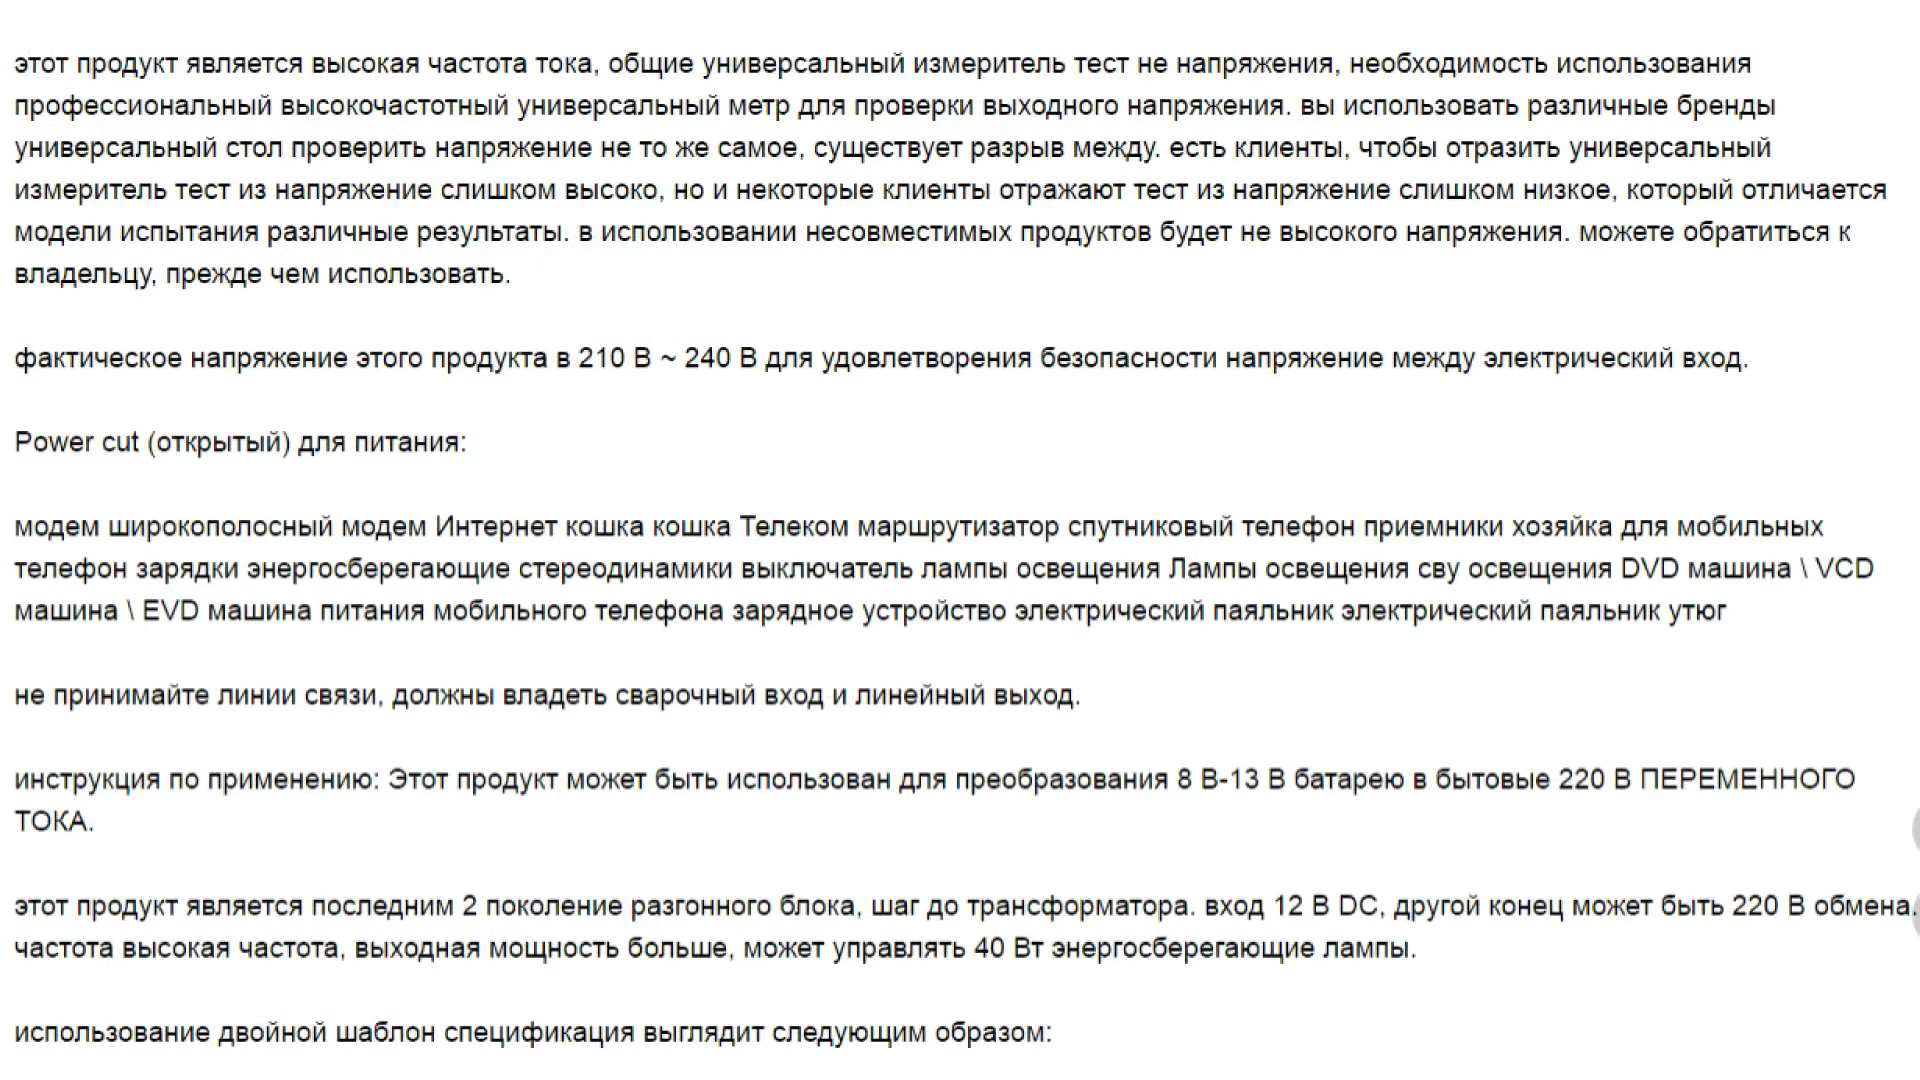 этот продукт является высокая частота тока, общие универсальный измеритель тест не напряжения, необходимость использования
профессиональный высокочастотный универсальный метр для проверки выходного напряжения. вы использовать различные бренды
универсальный стол проверить напряжение не то же самое, существует разрыв между. есть клиенты, чтобы отразить универсальный
измеритель тест из напряжение слишком высоко, но и некоторые клиенты отражают тест из напряжение слишком низкое, который отличается
модели испытания различные результаты. в использовании несовместимых продуктов будет не высокого напряжения. можете обратиться к
владельцу, прежде чем использовать.
фактическое напряжение этого продукта в 210 В ~ 240 В для удовлетворения безопасности напряжение между электрический вход.
Power cut (открытый) для питания:
модем широкополосный модем Интернет кошка кошка Телеком маршрутизатор спутниковый телефон приемники хозяйка для мобильных
телефон зарядки энергосберегающие стереодинамики выключатель лампы освещения Лампы освещения сву освещения DVD машина \ VCD
машина \ EVD машина питания мобильного телефона зарядное устройство электрический паяльник электрический паяльник утюг
не принимайте линии связи, должны владеть сварочный вход и линейный выход.
инструкция по применению: Этот продукт может быть использован для преобразования 8 В-13 В батарею в бытовые 220 В ПЕРЕМЕННОГО
ТОКА.
этот продукт является последним 2 поколение разгонного блока, шаг до трансформатора. вход 12 В DC, другой конец может быть 220 В обмена.
частота высокая частота, выходная мощность больше, может управлять 40 Вт энергосберегающие лампы.
использование двойной шаблон спецификация выглядит следующим образом: